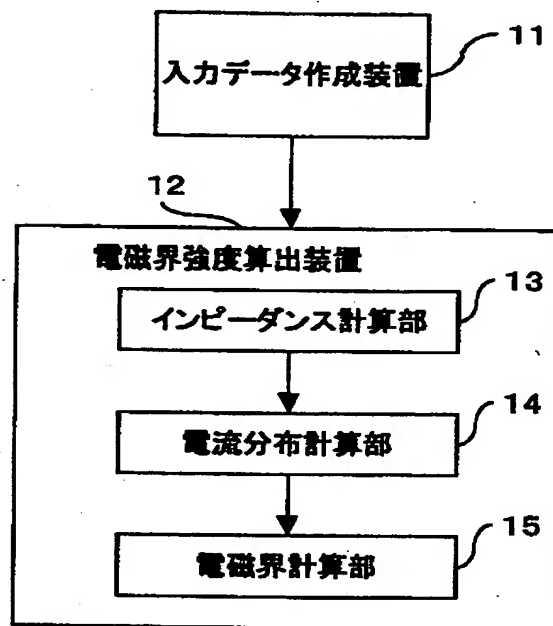 11
入力データ作成装置
12
電磁界強度算出装置
13
インピーダンス計算部
14
電流分布計算部
15
電磁界計算部